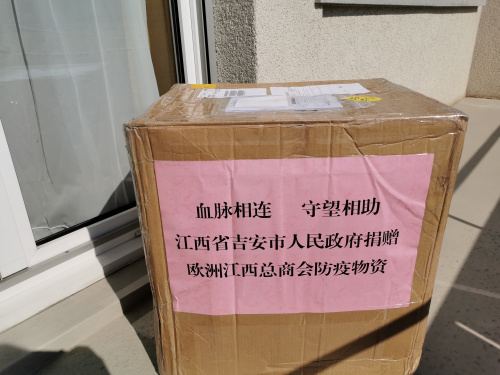 血脉相连 守望相助
江西省吉安市人民政府捐赠
欧洲江西总商会防疫物资